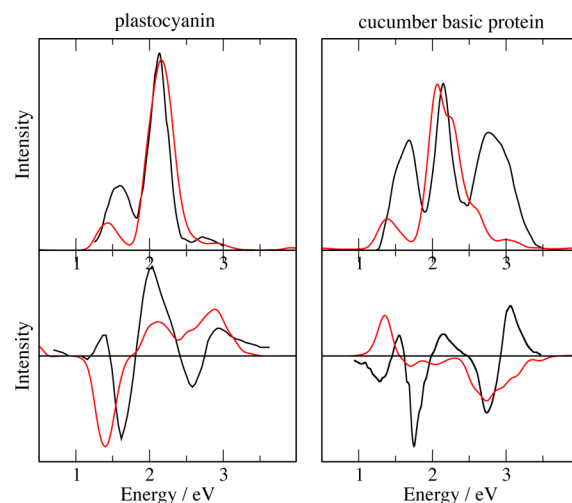 plastocyanin
cucumber basic protein
Intensity
1 2 3
1 2 3
Intensity
1 2 3
1 2 3
Energy / eV
Energy / eV